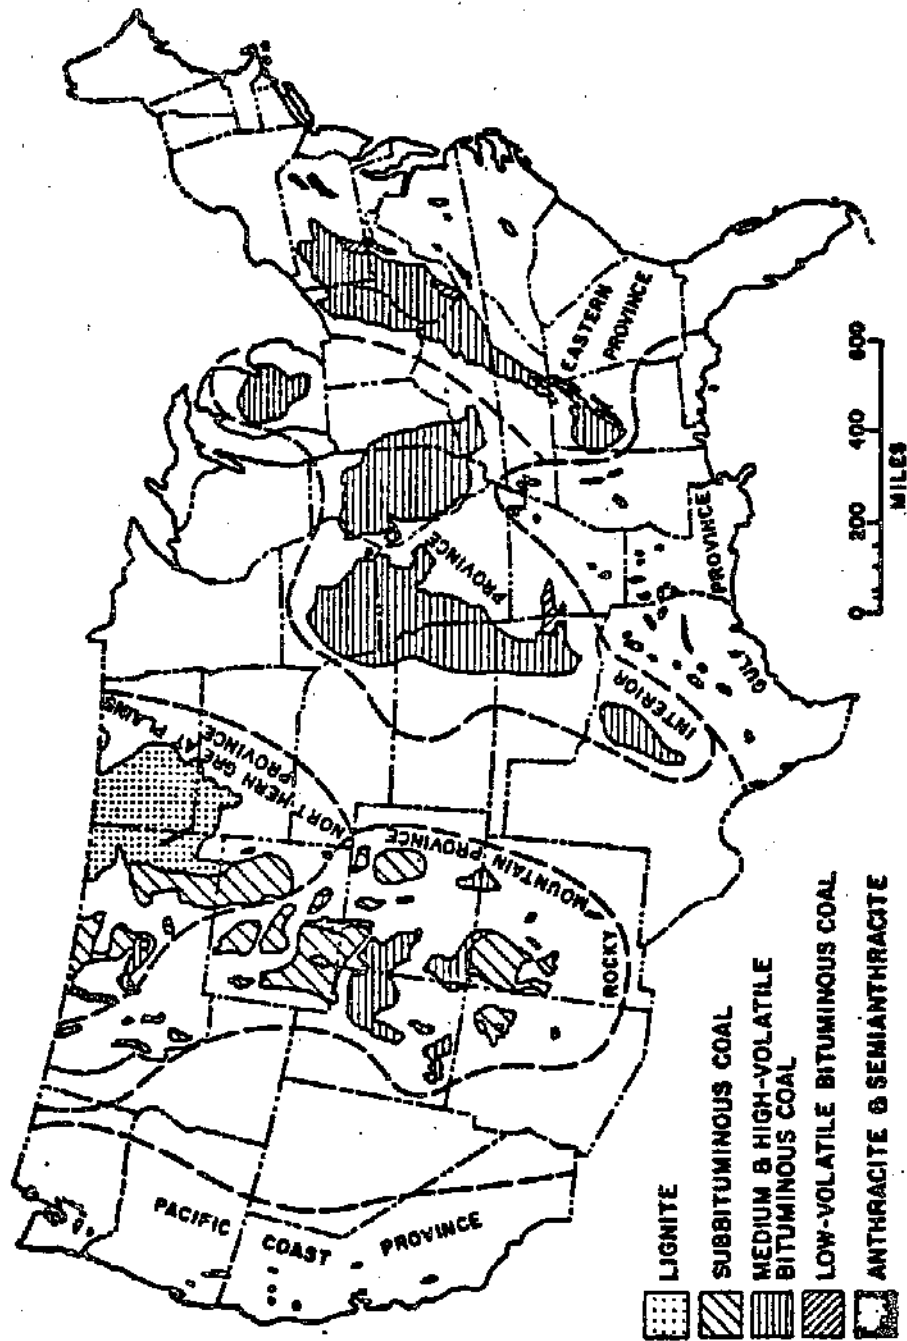 PACIFIC
COAST
PROVINCE
NORTHERN GREAT PLAINS
PROVINCE
ROCKY
MOUNTAIN PROVINCE
INTERIOR
PROVINCE
GULF
PROVINCE
EASTERN
PROVINCE
0 200 400 600
MILES
LIGNITE
SUBBITUMINOUS COAL
MEDIUM & HIGH-VOLATILE
BITUMINOUS COAL
LOW-VOLATILE BITUMINOUS COAL
ANTHRACITE & SEMIANTHRACITE